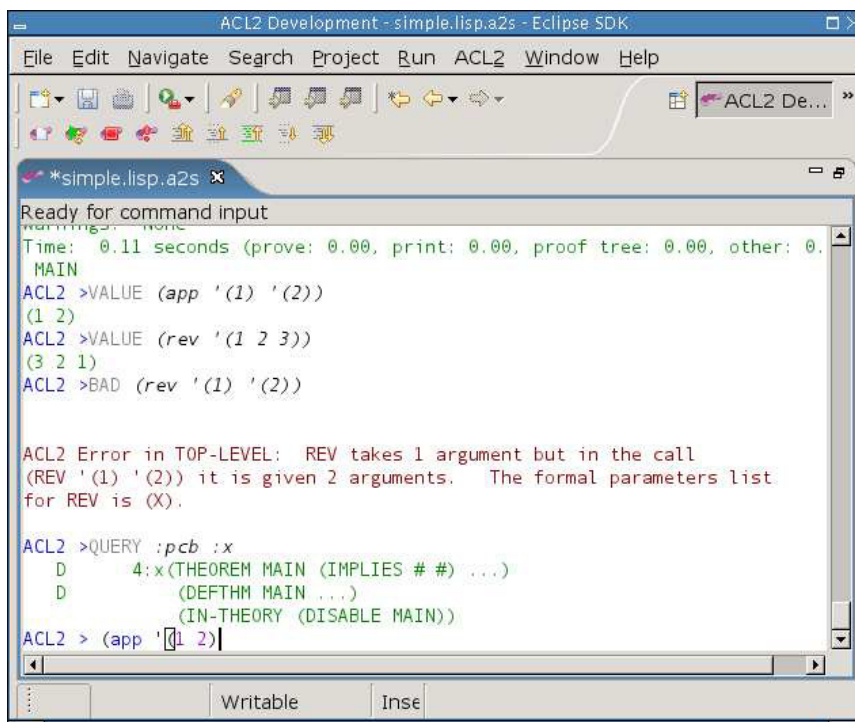 ACL2 Development - simple.lisp.a2s - Eclipse SDK
File Edit Navigate Search Project Run ACL2 Window Help
ACL2 De... »
*simple.lisp.a2s
Ready for command input
Warnings: None
Time: 0.11 seconds (prove: 0.00, print: 0.00, proof tree: 0.00, other: 0.
MAIN
ACL2 >VALUE (app '(1) '(2))
(1 2)
ACL2 >VALUE (rev '(1 2 3))
(3 2 1)
ACL2 >BAD (rev '(1) '(2))
ACL2 Error in TOP-LEVEL: REV takes 1 argument but in the call
(REV '(1) '(2)) it is given 2 arguments. The formal parameters list
for REV is (X).
ACL2 >QUERY :pcb :x
D 4:x(THEOREM MAIN (IMPLIES # #) ...)
D (DEFTHM MAIN ...)
(IN-THEORY (DISABLE MAIN))
ACL2 > (app '(1 2)
Writable Inse